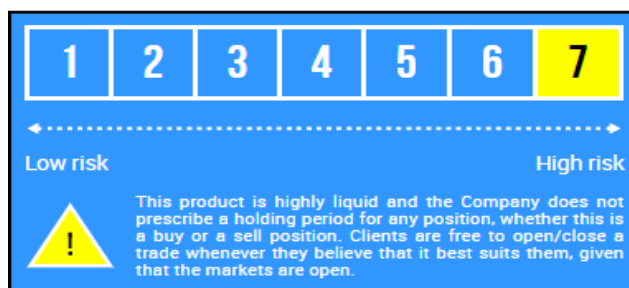 1 2 3 4 5 6 7
Low risk High risk
!
This product is highly liquid and the Company does not
prescribe a holding period for any position, whether this is
a buy or a sell position. Clients are free to open/close a
trade whenever they believe that it best suits them, given
that the markets are open.